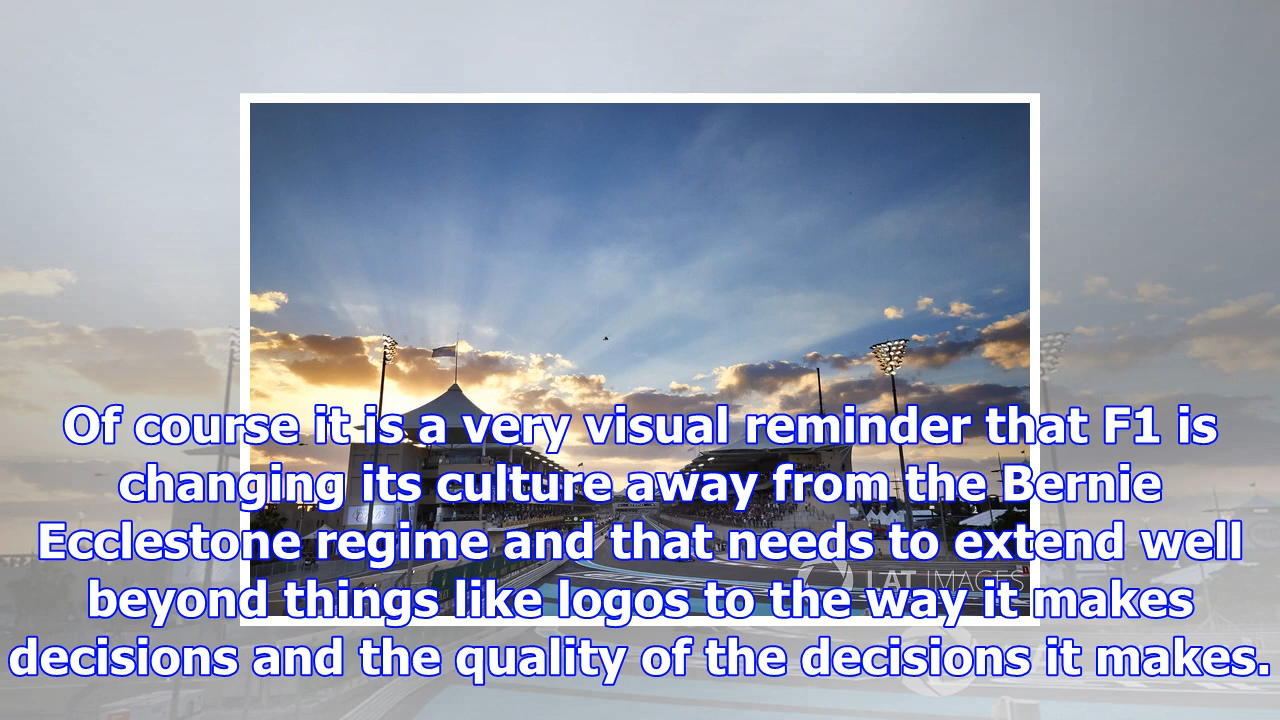 Of course it is a very visual reminder that F1 is
changing its culture away from the Bernie
Ecclestone regime and that needs to extend well
beyond things like logos to the way it makes
decisions and the quality of the decisions it makes.
LAT IMAGES